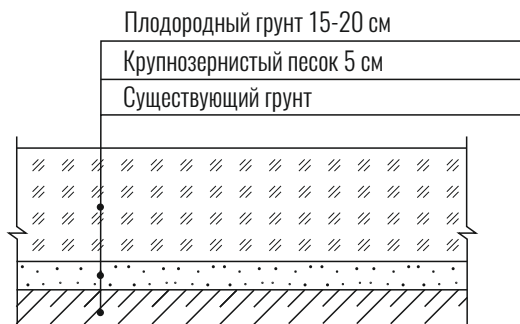 Плодородный грунт 15-20 см
Крупнозернистый песок 5 см
Существующий грунт